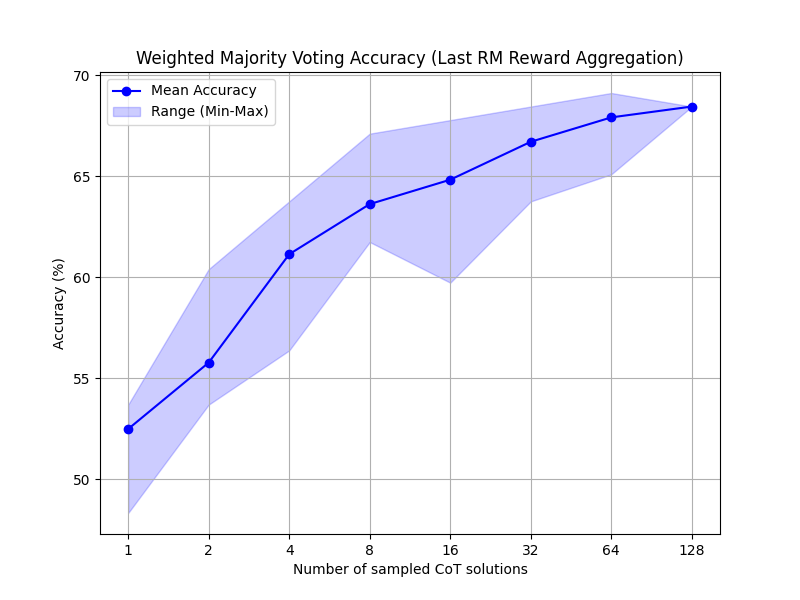 Weighted Majority Voting Accuracy (Last RM Reward Aggregation)
Mean Accuracy
Range (Min-Max)
70
65
60
55
50
Accuracy (%)
1 2 4 8 16 32 64 128
Number of sampled CoT solutions